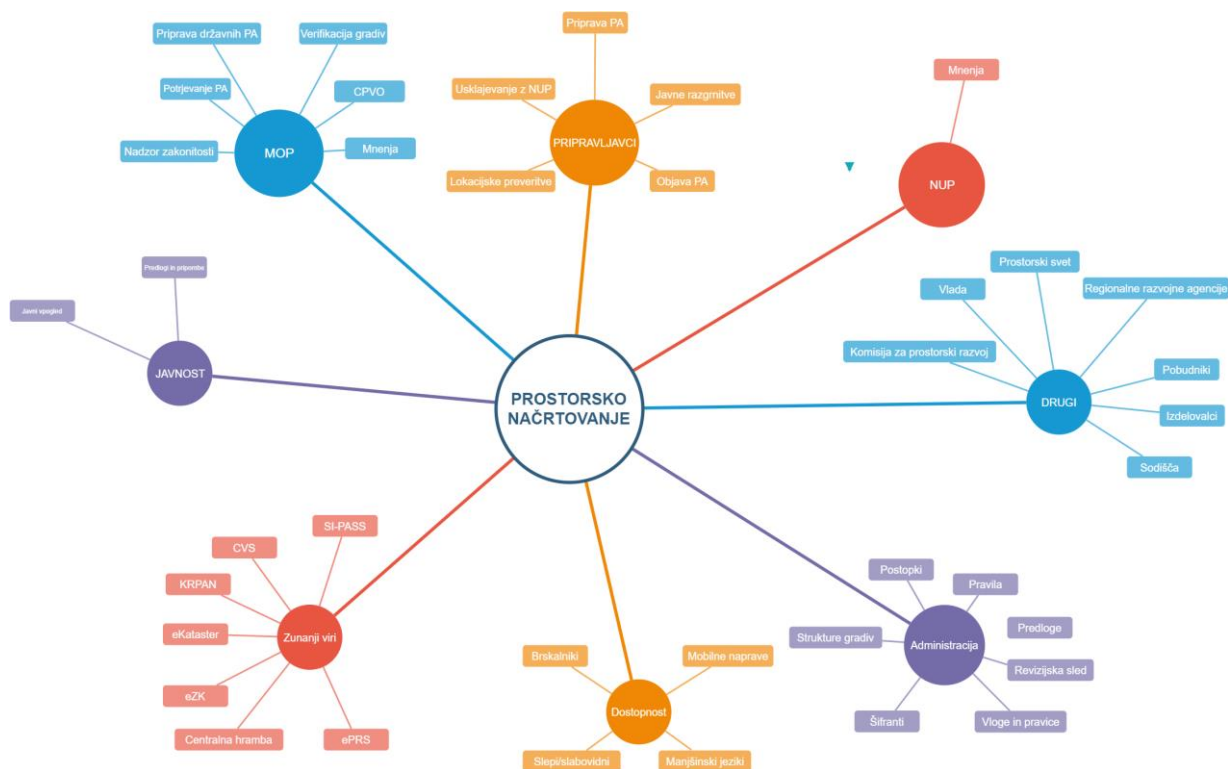 Priprava PA
Priprava državnih PA
Verifikacija gradiv
Mnenja
Potrjevanje PA
CPVO
Usklajevanje z NUP
Javne razgrnitve
PRIPRAVLJAVCI
Nadzor zakonitosti
MOP
Mnenja
Lokacijske preveritve
Objava PA
NUP
Prostorski svet
Predlogi in pripombe
Vlada
Regionalne razvojne agencije
Javni vpogled
Komisija za prostorski razvoj
JAVNOST
Pobudniki
PROSTORSKO
NAČRTOVANJE
DRUGI
Izdelovalci
Sodišča
SI-PASS
CVS
Postopki
Pravila
KRPAN
Predloge
eKataster
Zunanji viri
Strukture gradiv
Administracija
Brskalniki
Mobilne naprave
Revizijska sled
eZK
Dostopnost
Šifranti
Vloge in pravice
Centralna hramba
ePRS
Slepi/slabovidni
Manjšinski jeziki